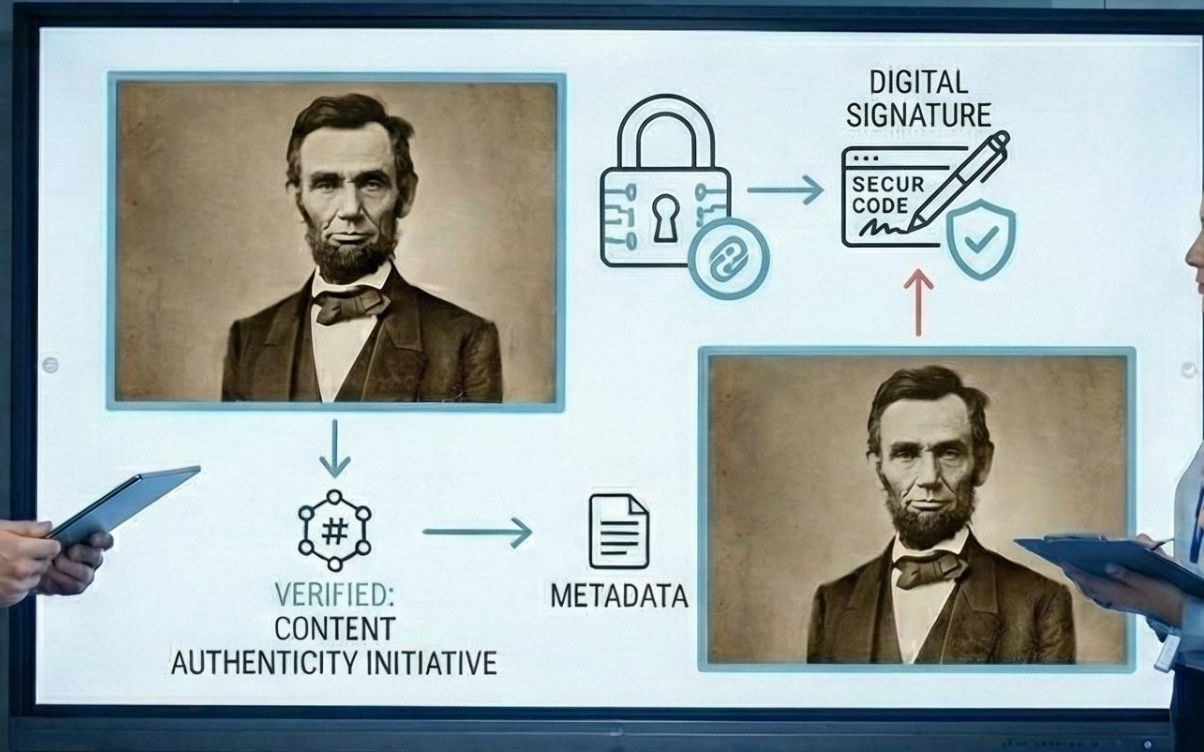 DIGITAL
SIGNATURE
SECUR
CODE
#
VERIFIED:
CONTENT
AUTHENTICITY INITIATIVE
METADATA